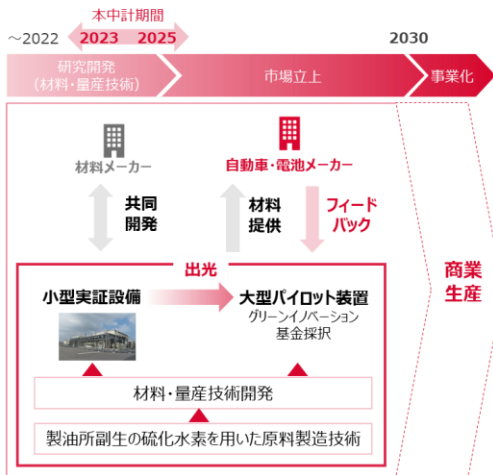 本中計期間
～2022
2023
2025
2030
研究開発
(材料・量産技術)
市場立上
事業化
材料メーカー
自動車・電池メーカー
共同
開発
材料
提供
フィード
バック
出光
小型実証設備
大型パイロット装置
グリーンイノベーション
基金採択
材料・量産技術開発
製油所副生の硫化水素を用いた原料製造技術
商業
生産